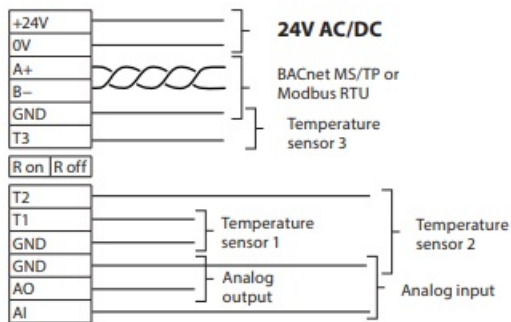 +24V
0V
A+
B−
GND
T3
R on R off
T2
T1
GND
GND
AO
AI
24V AC/DC
BACnet MS/TP or
Modbus RTU
Temperature
sensor 3
Temperature
sensor 1
Temperature
sensor 2
Analog
output
Analog input